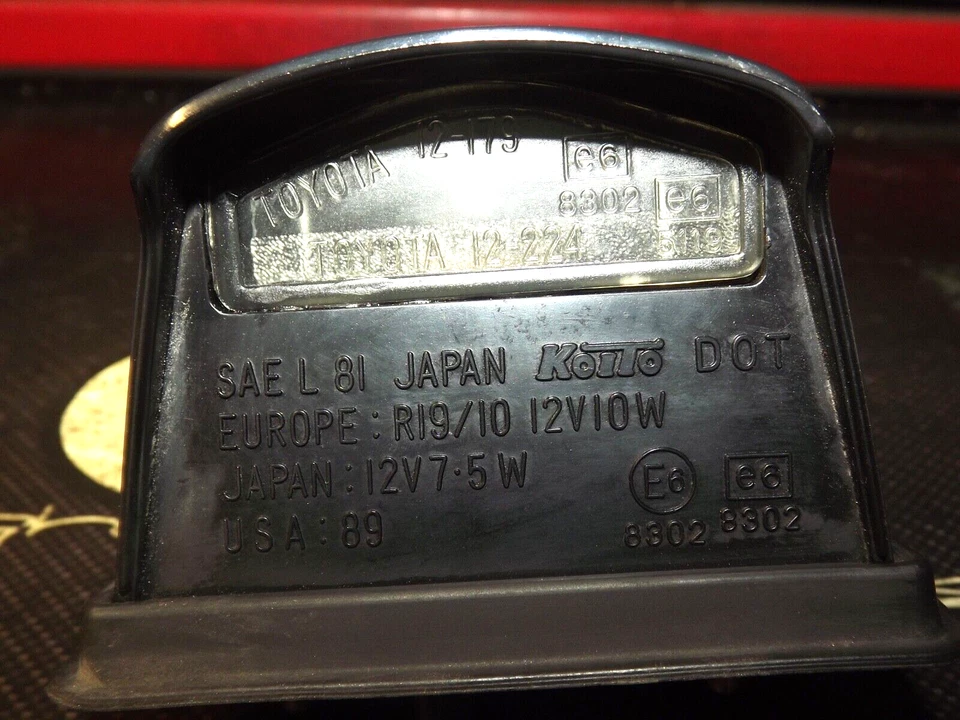 TOYOTA 12-179 e6
8302 e6
TOYOTA 12-224
SAE L 81 JAPAN KOITO DOT
EUROPE : R19/10 12V10W
JAPAN : 12V7·5W
USA : 89
E6 e6
8302 8302